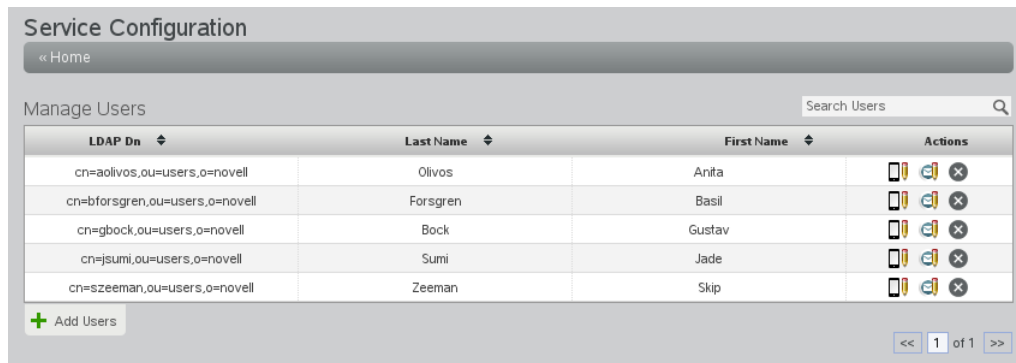 Service Configuration
« Home
Manage Users
Search Users
LDAP Dn Last Name First Name Actions
cn=aolivos,ou=users,o=novell Olivos Anita
cn=bforsgren,ou=users,o=novell Forsgren Basil
cn=gbock,ou=users,o=novell Bock Gustav
cn=jsumi,ou=users,o=novell Sumi Jade
cn=szeeman,ou=users,o=novell Zeeman Skip
Add Users
<< 1 of 1 >>